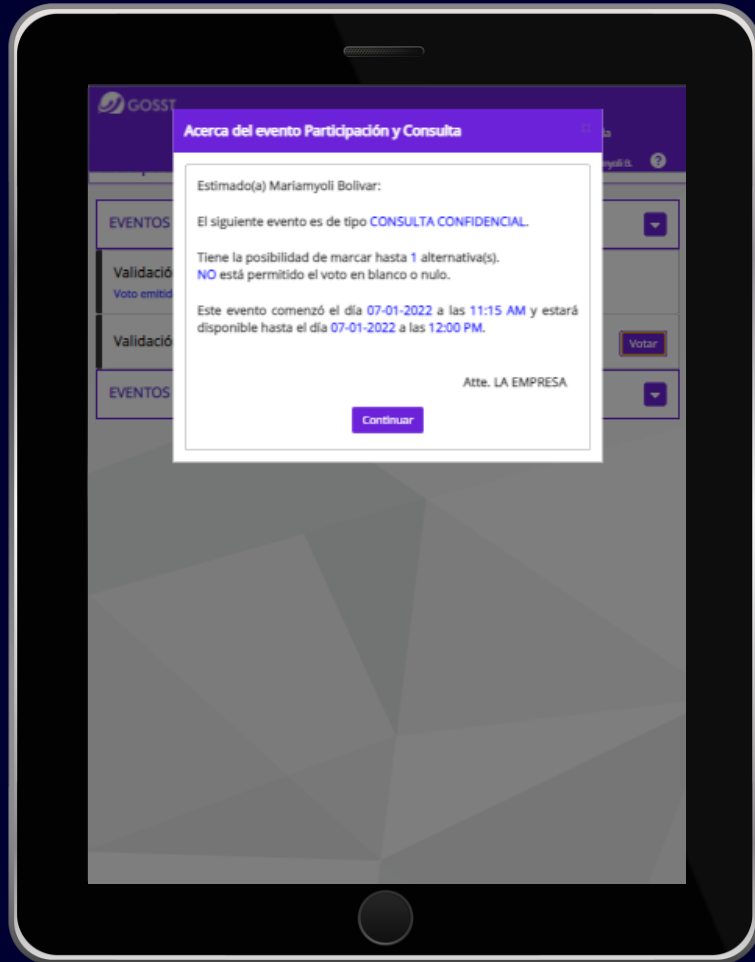 GOSST
Acerca del evento Participación y Consulta
Estimado(a) Mariamyoli Bolivar:
El siguiente evento es de tipo CONSULTA CONFIDENCIAL.
Tiene la posibilidad de marcar hasta 1 alternativa(s).
NO está permitido el voto en blanco o nulo.
Este evento comenzó el día 07-01-2022 a las 11:15 AM y estará
disponible hasta el día 07-01-2022 a las 12:00 PM.
Atte. LA EMPRESA
Continuar
EVENTOS
Validació
Voto emitid
Validació
Votar
EVENTOS